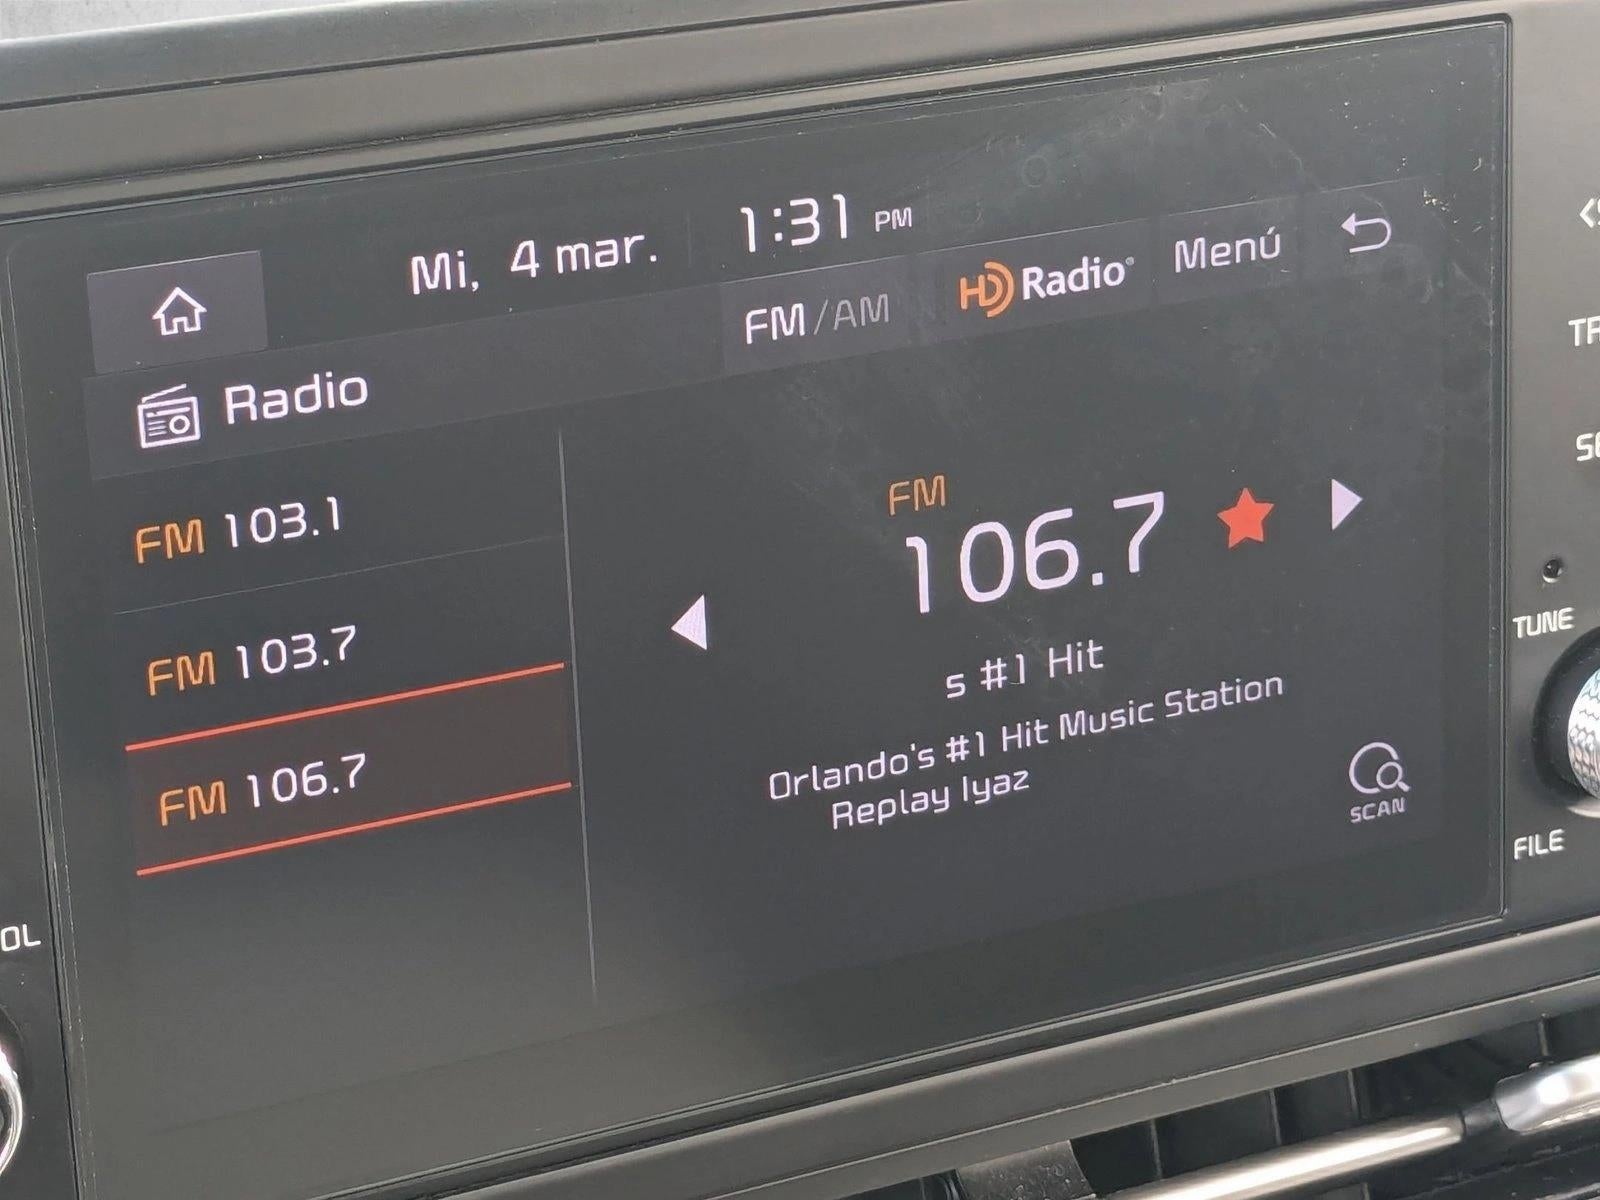 Mi, 4 mar. 1:31 PM
FM/AM HD Radio® Menú
Radio
FM 103.1
FM 103.7
FM 106.7
FM
106.7
s #1 Hit
Orlando's #1 Hit Music Station
Replay Iyaz
SCAN
TUNE
FILE